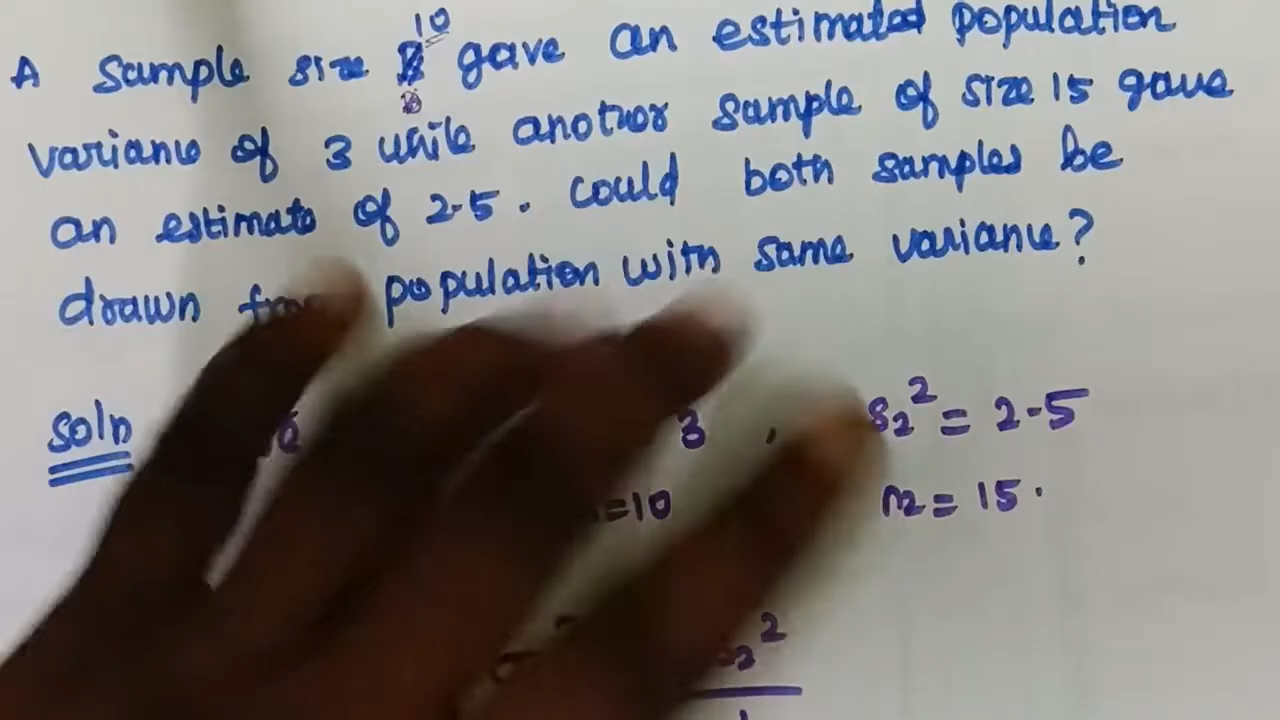 10
A sample size gave an estimated population
variance of 3 while another sample of size 15 gave
an estimate of 2.5. Could both samples be
drawn population with same variance?
Soln 3 , S₂² = 2.5
=10 n2 = 15.
₂²